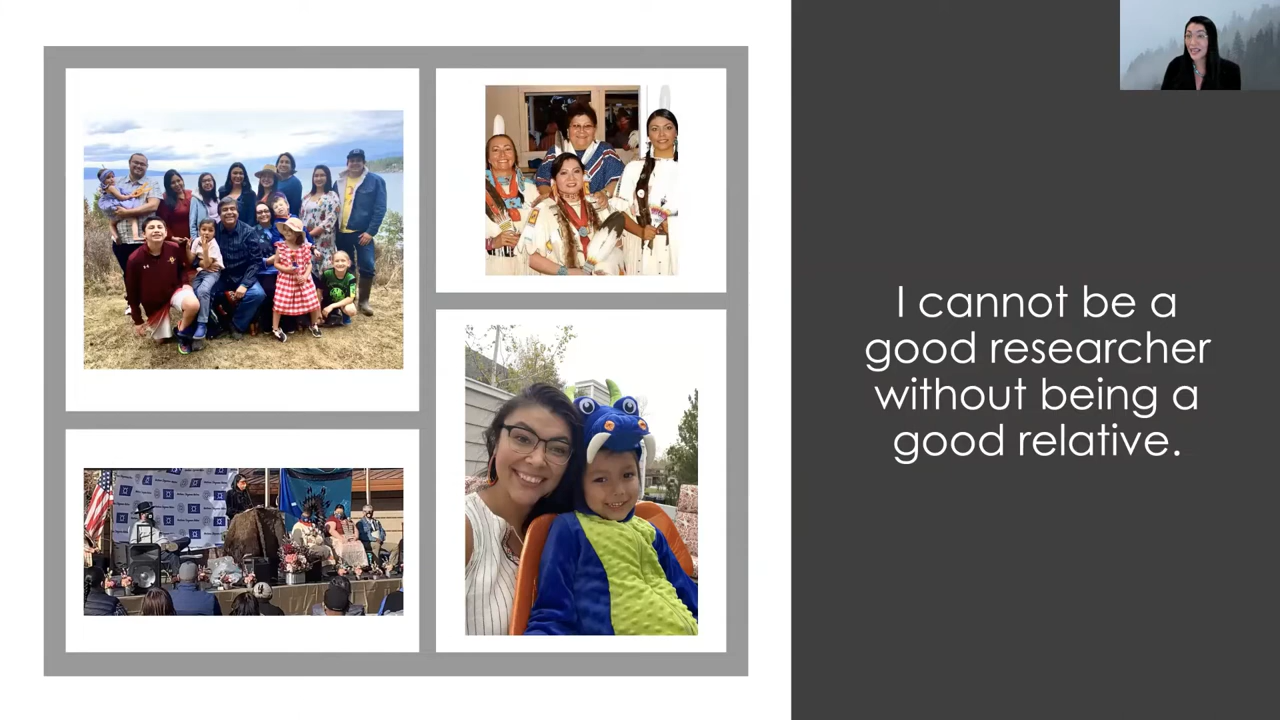 I cannot be a
good researcher
without being a
good relative.